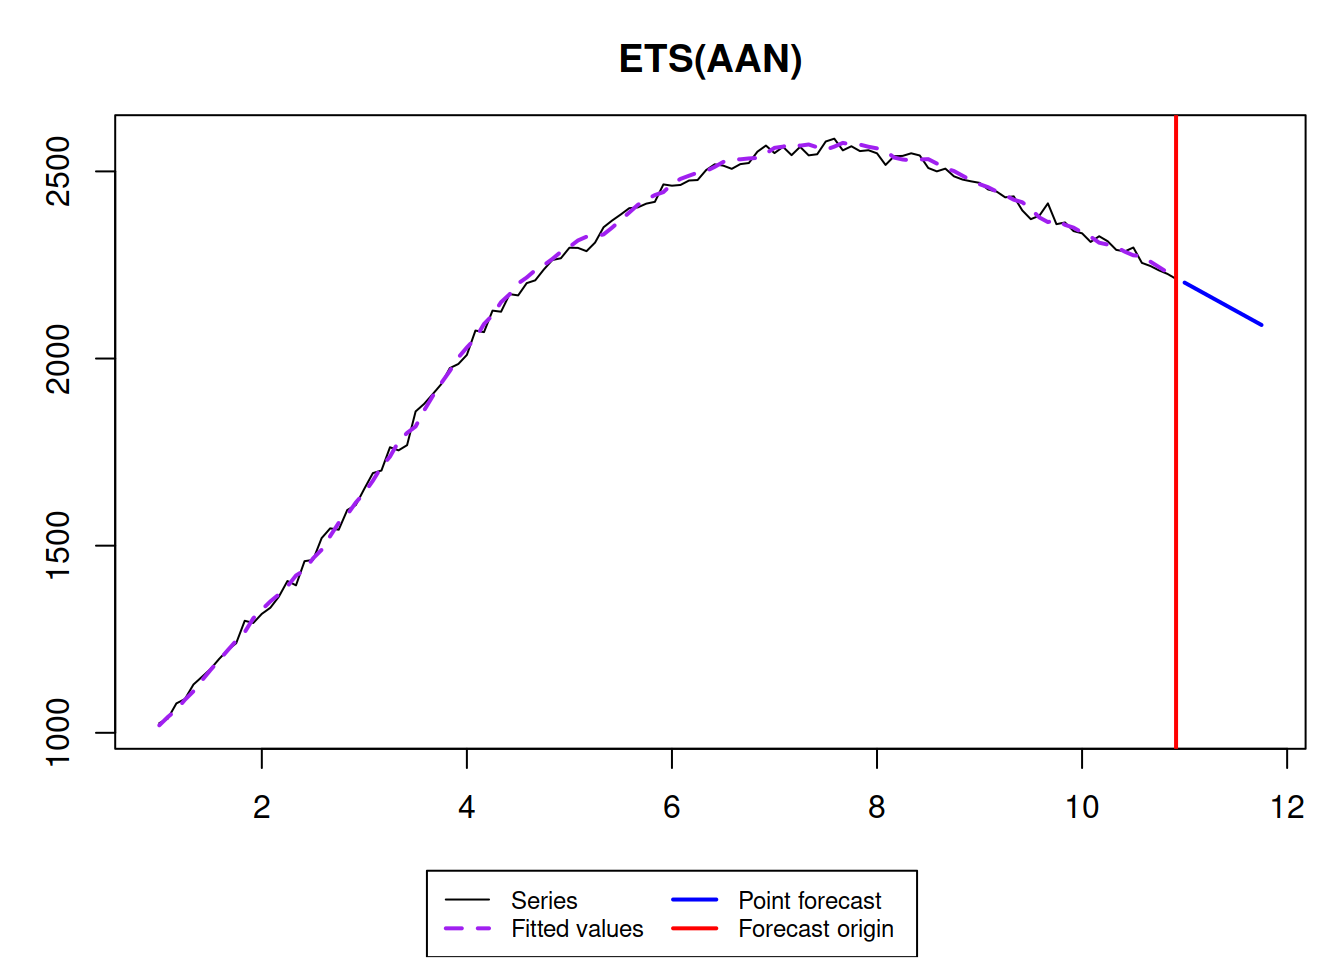 ETS(AAN)
2500
2000
1500
1000
2 4 6 8 10 12
Series Point forecast
Fitted values Forecast origin